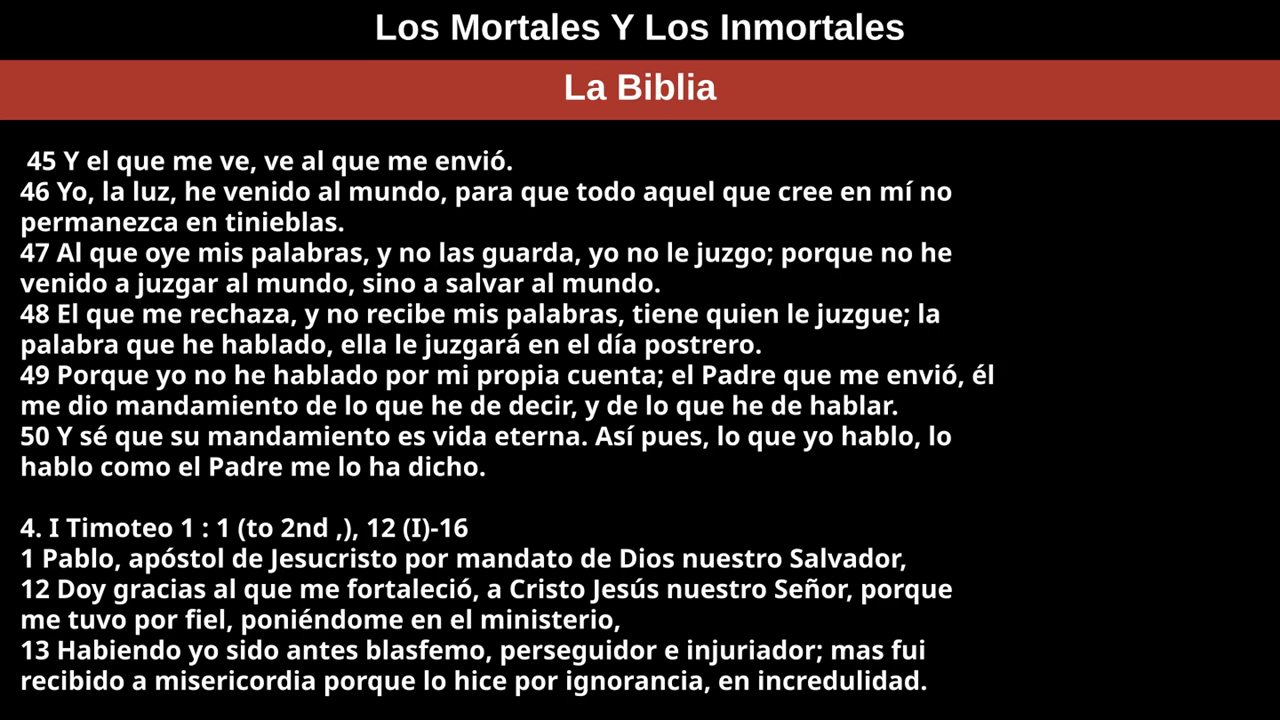 Los Mortales Y Los Inmortales
La Biblia
45 Y el que me ve, ve al que me envió.
46 Yo, la luz, he venido al mundo, para que todo aquel que cree en mí no
permanezca en tinieblas.
47 Al que oye mis palabras, y no las guarda, yo no le juzgo; porque no he
venido a juzgar al mundo, sino a salvar al mundo.
48 El que me rechaza, y no recibe mis palabras, tiene quien le juzgue; la
palabra que he hablado, ella le juzgará en el día postrero.
49 Porque yo no he hablado por mi propia cuenta; el Padre que me envió, él
me dio mandamiento de lo que he de decir, y de lo que he de hablar.
50 Y sé que su mandamiento es vida eterna. Así pues, lo que yo hablo, lo
hablo como el Padre me lo ha dicho.
4. I Timoteo 1 : 1 (to 2nd ,), 12 (I)-16
1 Pablo, apóstol de Jesucristo por mandato de Dios nuestro Salvador,
12 Doy gracias al que me fortaleció, a Cristo Jesús nuestro Señor, porque
me tuvo por fiel, poniéndome en el ministerio,
13 Habiendo yo sido antes blasfemo, perseguidor e injuriador; mas fui
recibido a misericordia porque lo hice por ignorancia, en incredulidad.